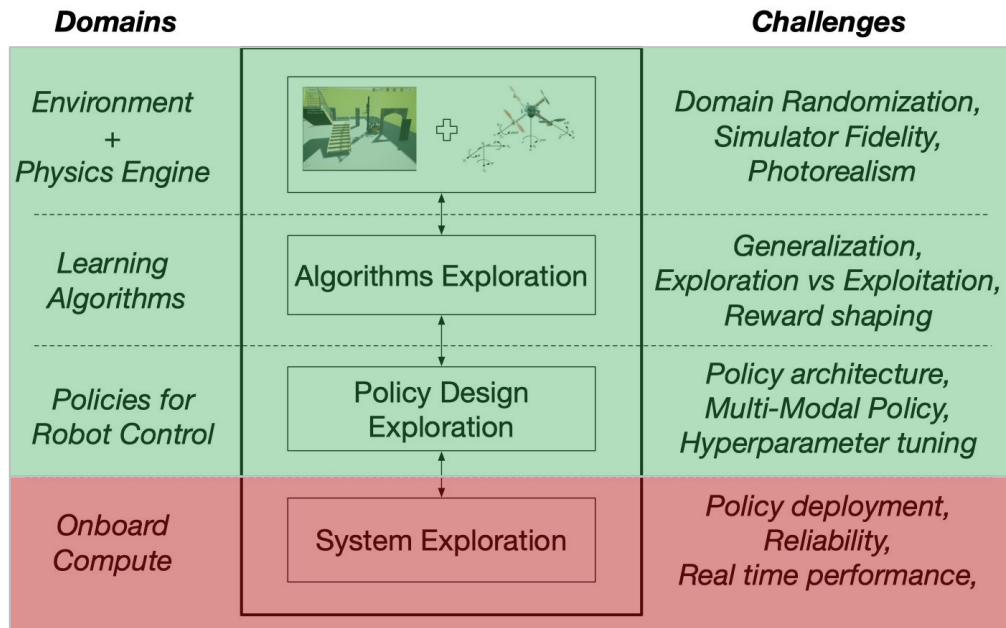 Domains
Challenges
Environment
+
Physics Engine
Domain Randomization,
Simulator Fidelity,
Photorealism
Learning
Algorithms
Algorithms Exploration
Generalization,
Exploration vs Exploitation,
Reward shaping
Policies for
Robot Control
Policy Design
Exploration
Policy architecture,
Multi-Modal Policy,
Hyperparameter tuning
Onboard
Compute
System Exploration
Policy deployment,
Reliability,
Real time performance,